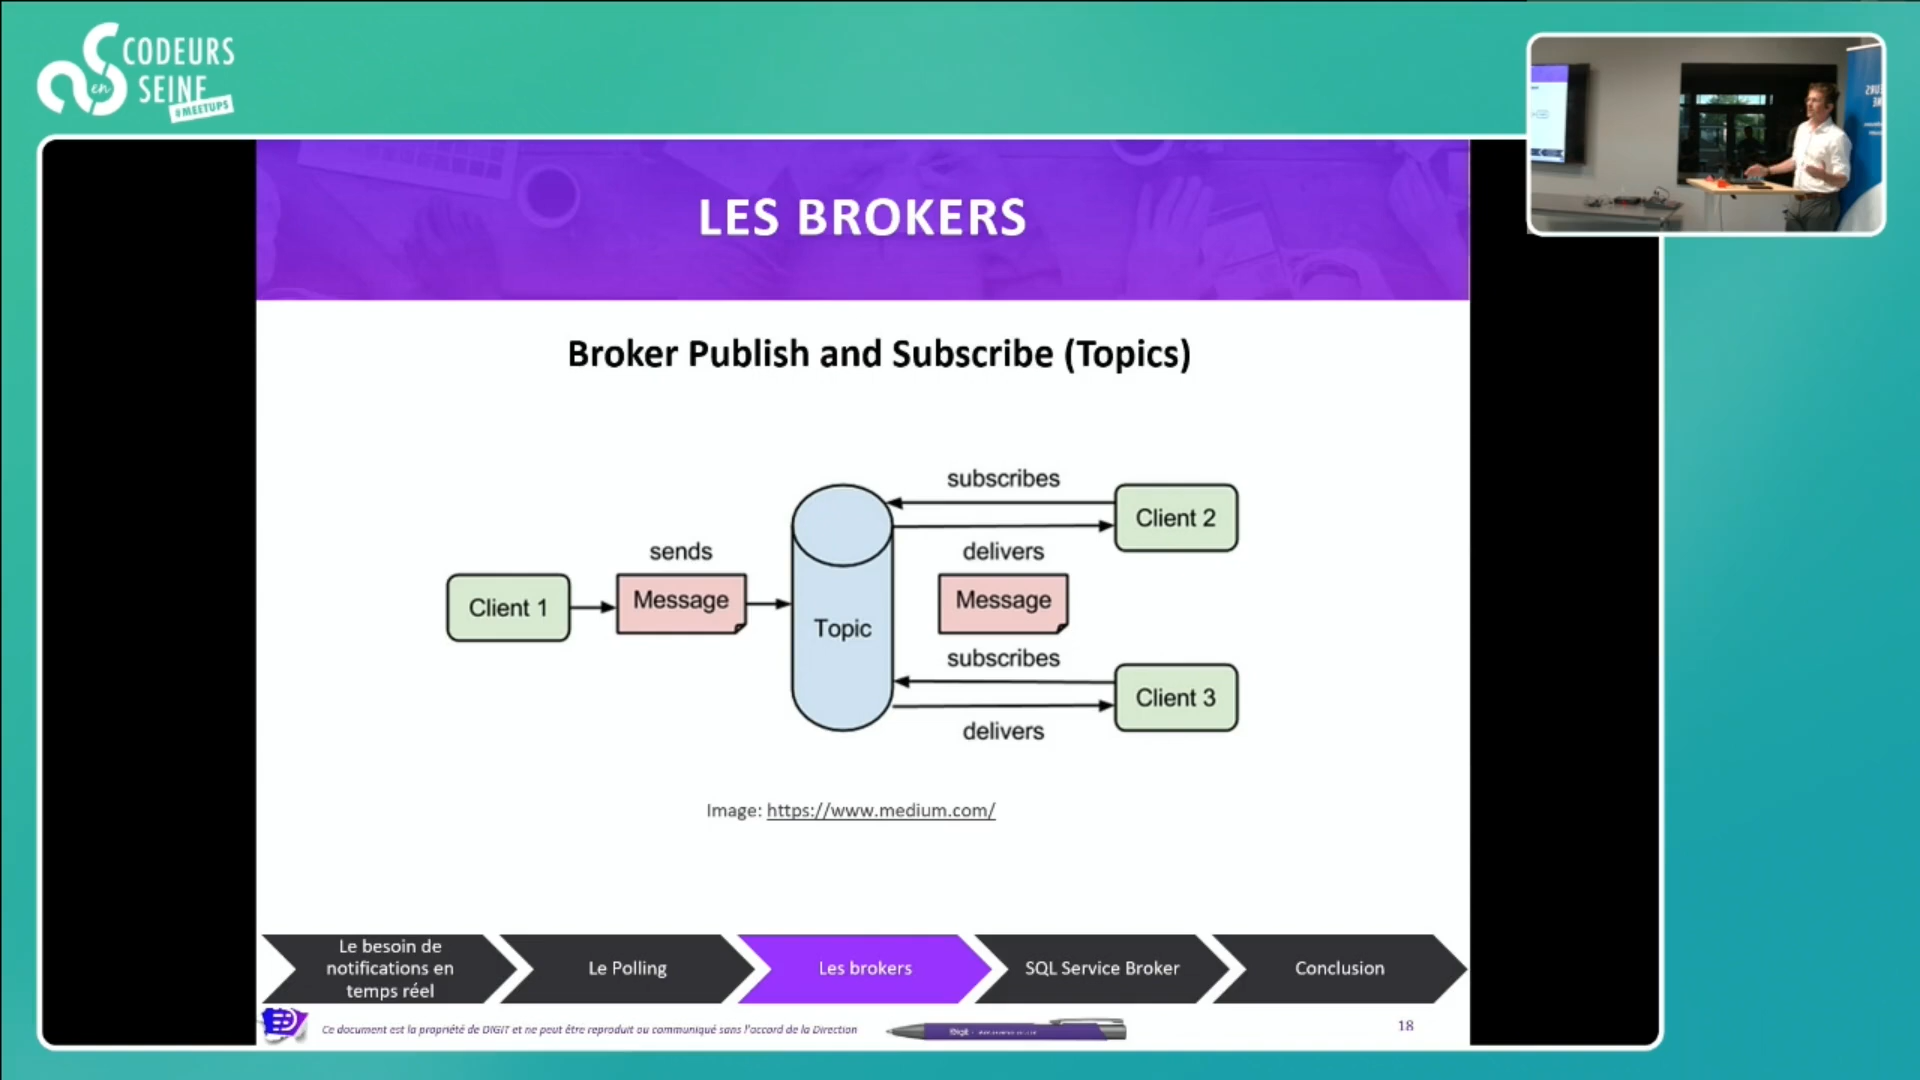 CODEURS
en SEINE
#MEETUPS
LES BROKERS
Broker Publish and Subscribe (Topics)
subscribes
Client 2
sends
delivers
Client 1
Message
Message
Topic
subscribes
Client 3
delivers
Image: https://www.medium.com/
Le besoin de
notifications en
temps réel
Le Polling
Les brokers
SQL Service Broker
Conclusion
Ce document est la propriété de DIGIT et ne peut être reproduit ou communiqué sans l'accord de la Direction
18